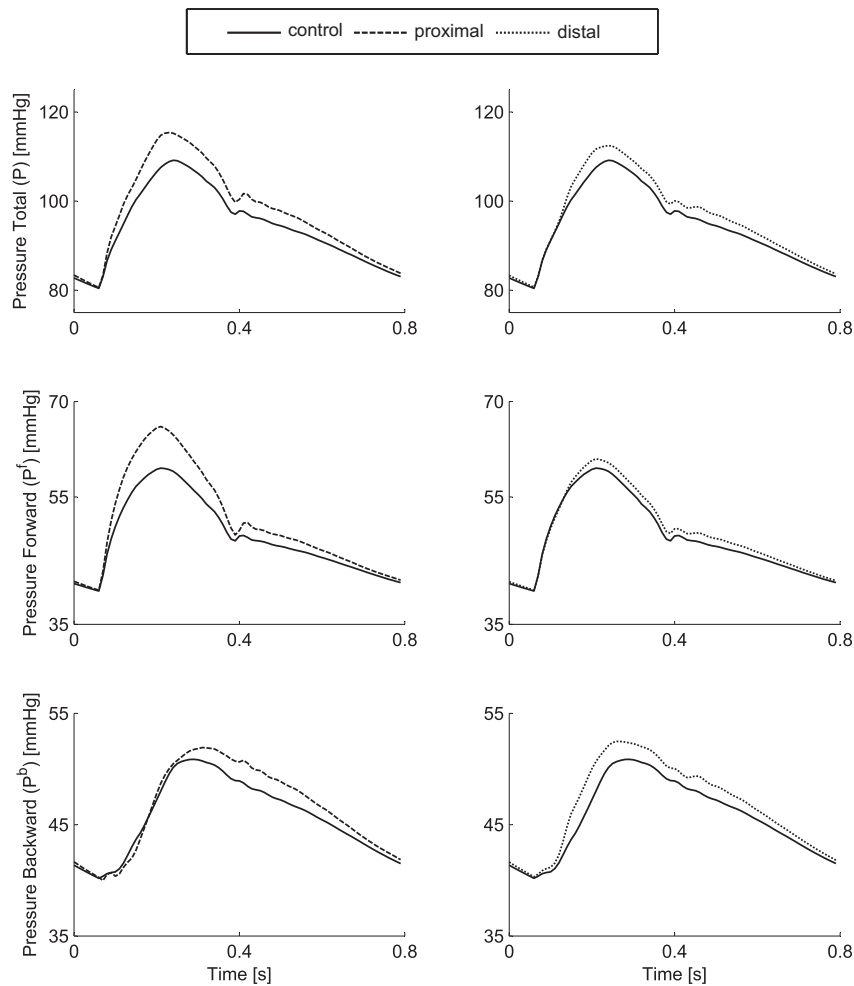 control proximal distal
Pressure Total (P) [mmHg]
120
100
80
0 0.4 0.8
120
100
80
0 0.4 0.8
Pressure Forward (Pᶠ) [mmHg]
70
55
35
0 0.4 0.8
70
55
35
0 0.4 0.8
Pressure Backward (Pᵇ) [mmHg]
55
45
35
0 0.4 0.8
Time [s]
55
45
35
0 0.4 0.8
Time [s]